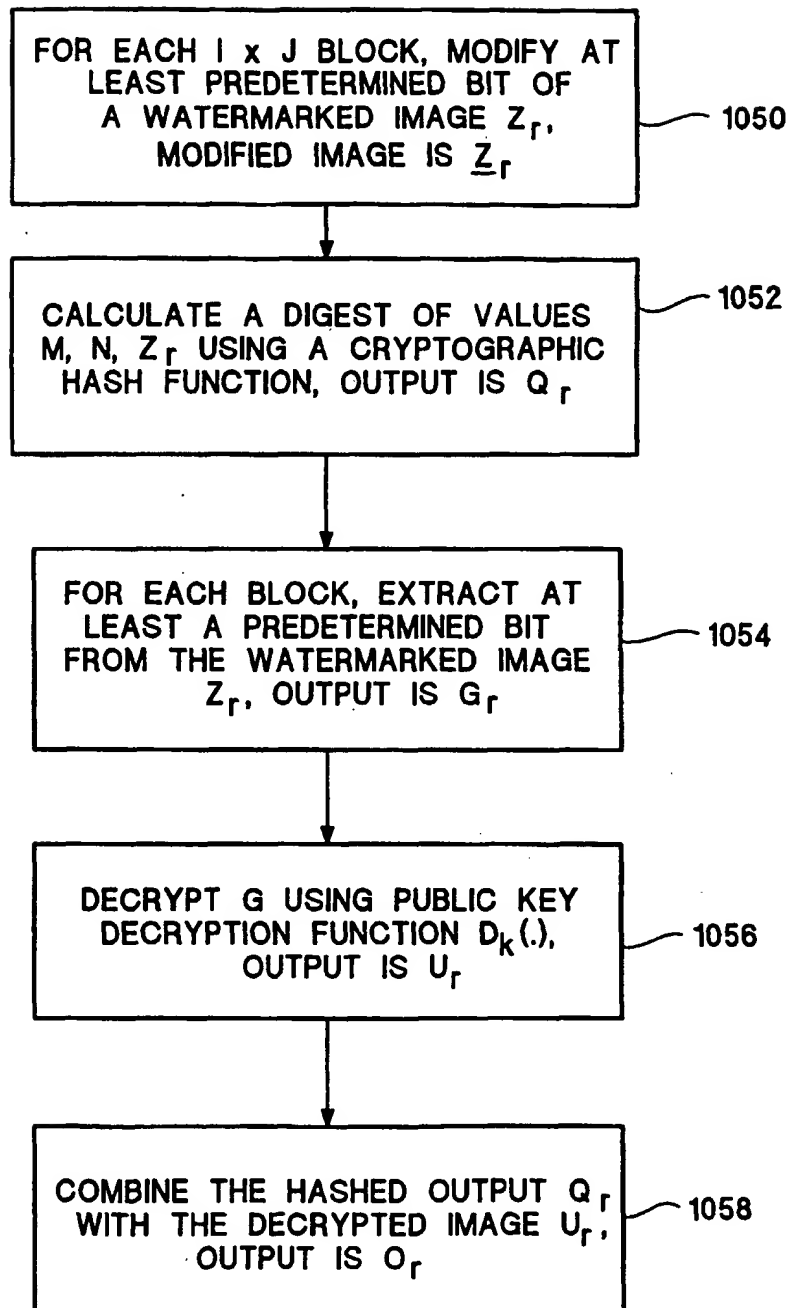 FOR EACH I x J BLOCK, MODIFY AT
LEAST PREDETERMINED BIT OF
A WATERMARKED IMAGE Zr,
MODIFIED IMAGE IS Zr
1050
CALCULATE A DIGEST OF VALUES
M, N, Zr USING A CRYPTOGRAPHIC
HASH FUNCTION, OUTPUT IS Qr
1052
FOR EACH BLOCK, EXTRACT AT
LEAST A PREDETERMINED BIT
FROM THE WATERMARKED IMAGE
Zr, OUTPUT IS Gr
1054
DECRYPT G USING PUBLIC KEY
DECRYPTION FUNCTION Dk(.),
OUTPUT IS Ur
1056
COMBINE THE HASHED OUTPUT Qr
WITH THE DECRYPTED IMAGE Ur,
OUTPUT IS Or
1058